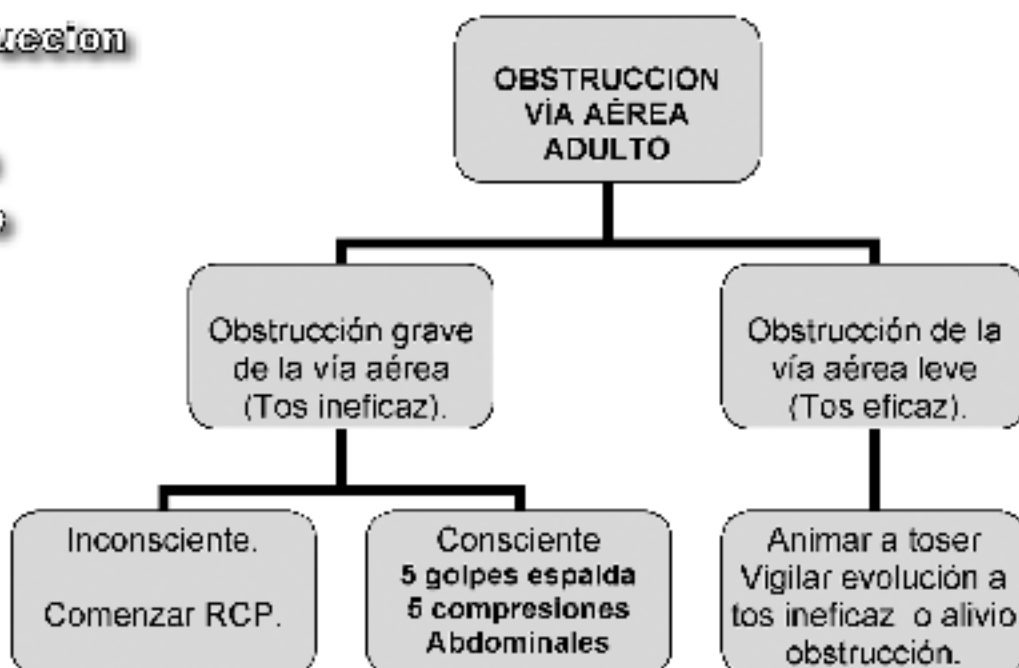 OBSTRUCCION
VÍA AÉREA
ADULTO
Obstrucción grave
de la vía aérea
(Tos ineficaz).
Obstrucción de la
vía aérea leve
(Tos eficaz).
Inconsciente.
Comenzar RCP.
Consciente
5 golpes espalda
5 compresiones
Abdominales
Animar a toser
Vigilar evolución a
tos ineficaz o alivio
obstrucción.